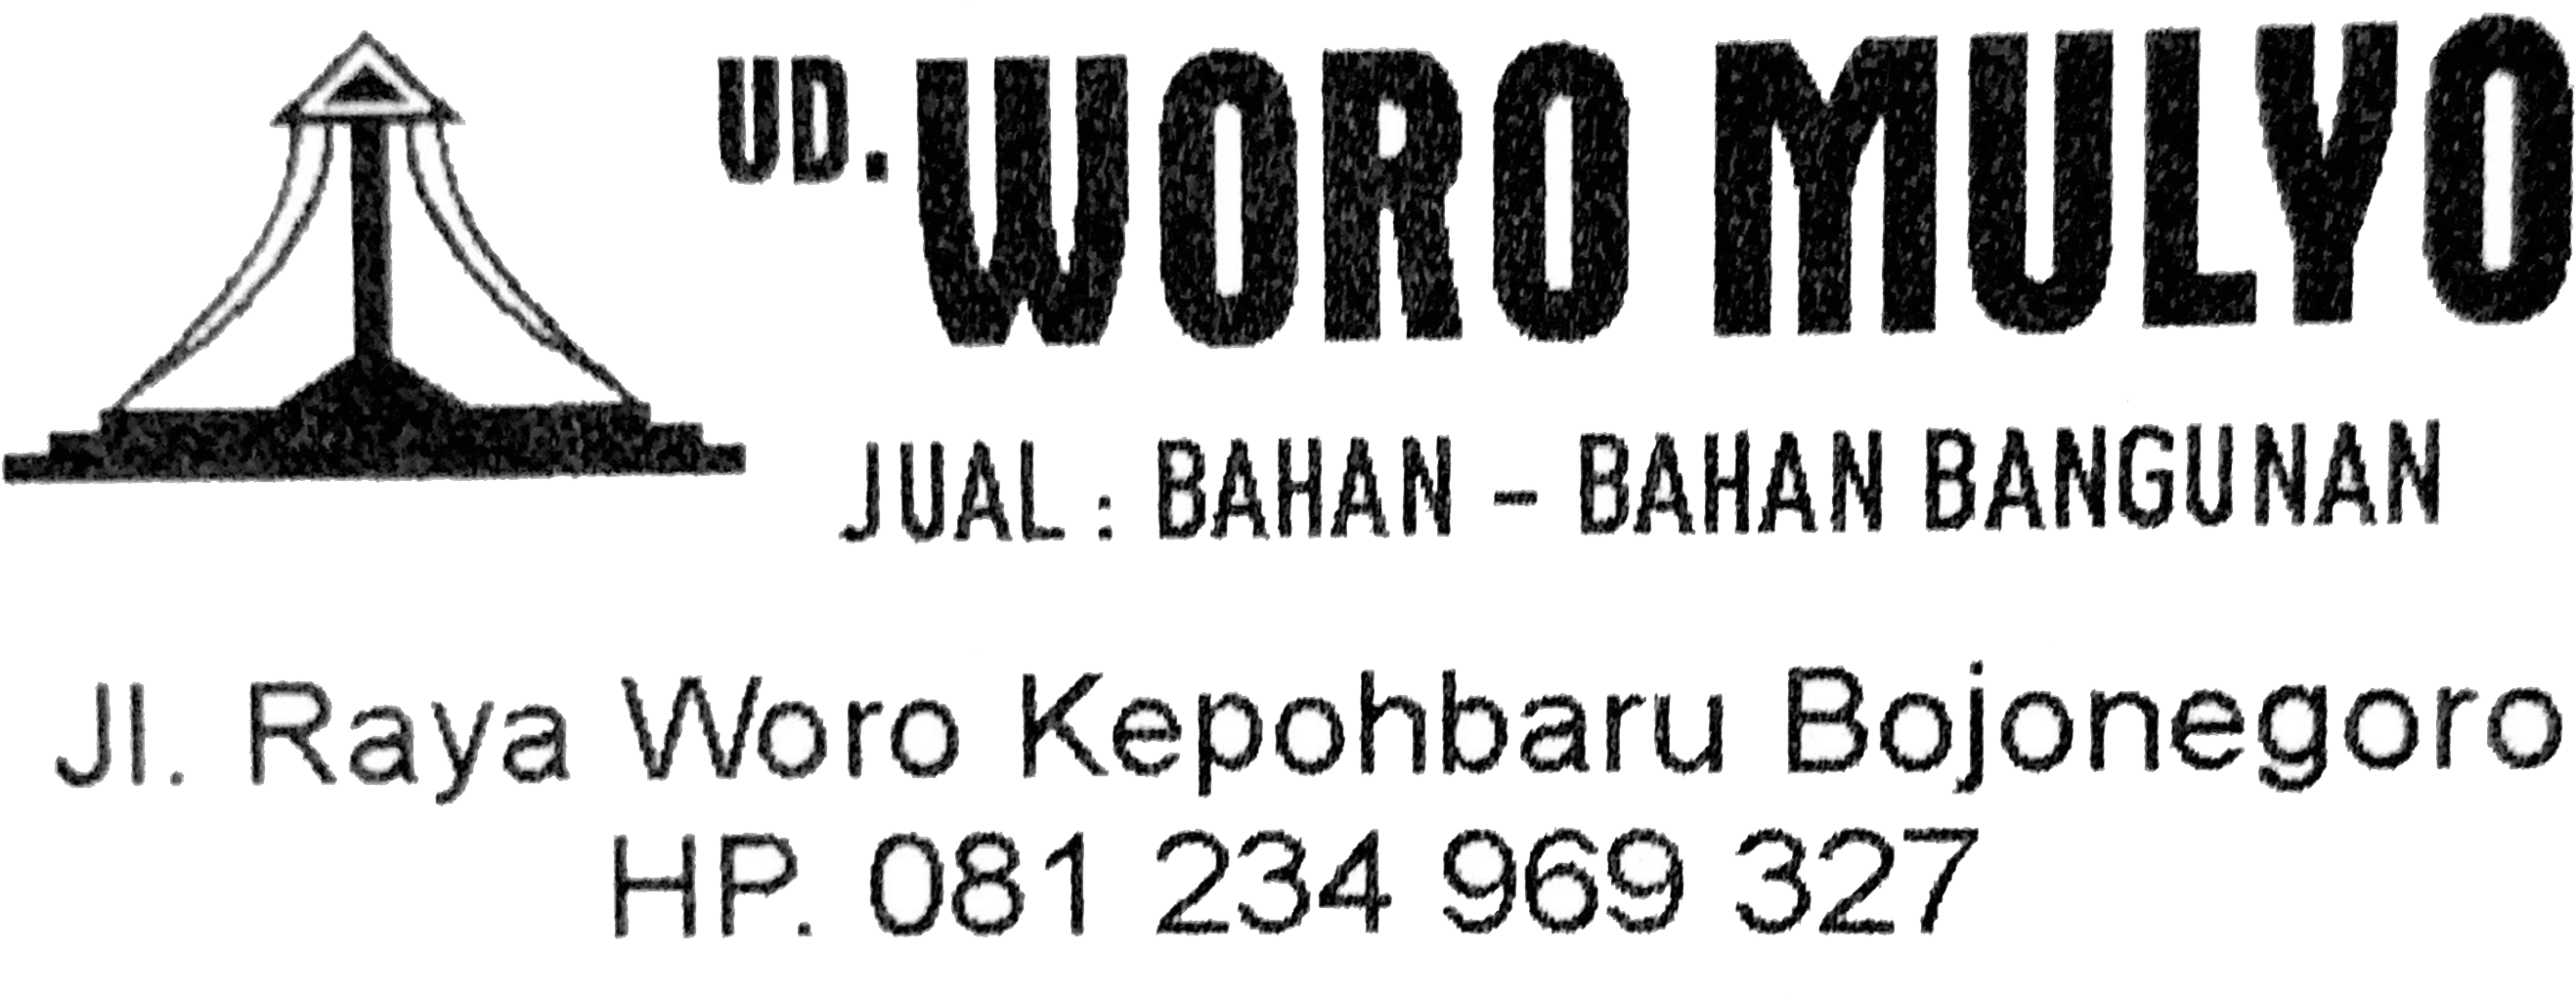 UD. WORO MULYO
JUAL : BAHAN - BAHAN BANGUNAN
Jl. Raya Woro Kepohbaru Bojonegoro
HP. 081 234 969 327